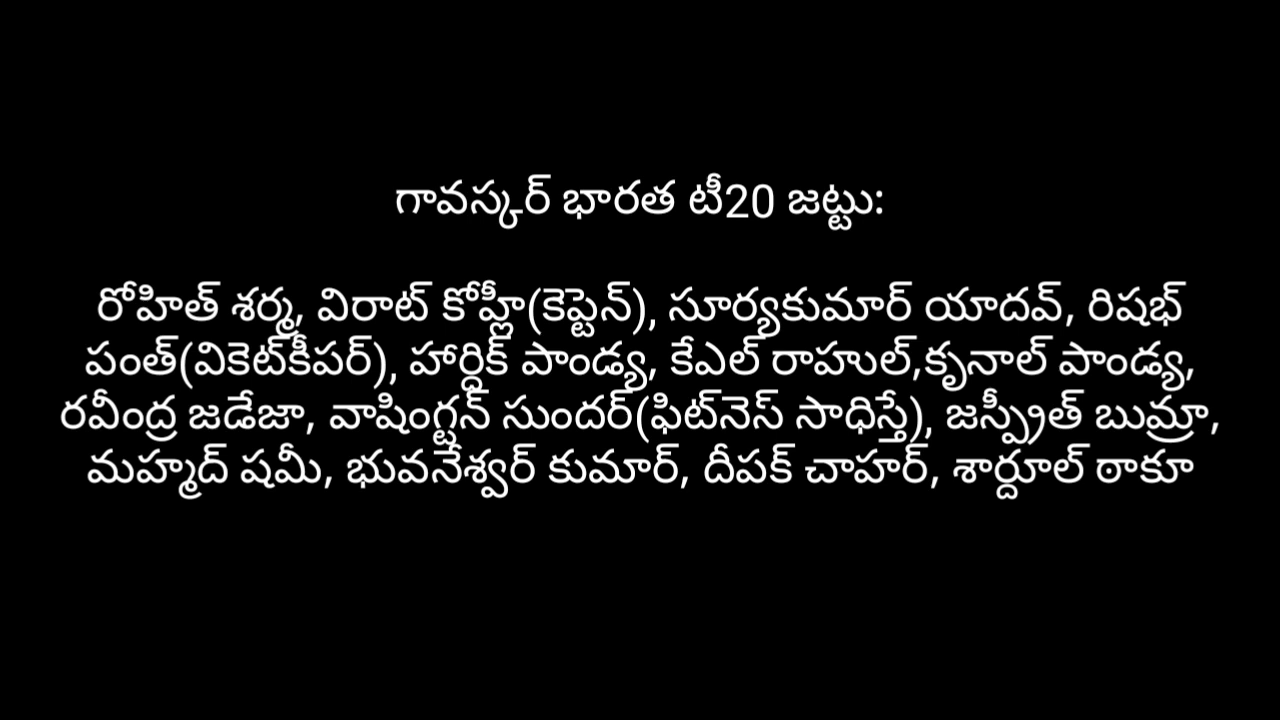 గావస్కర్ భారత టీ20 జట్టు:
రోహిత్ శర్మ, విరాట్ కోహ్లీ(కెప్టెన్), సూర్యకుమార్ యాదవ్, రిషభ్
పంత్(వికెట్‌కీపర్), హార్ధిక్ పాండ్య, కేఎల్ రాహుల్,కృనాల్ పాండ్య,
రవీంద్ర జడేజా, వాషింగ్టన్ సుందర్(ఫిట్‌నెస్ సాధిస్తే), జస్ప్రీత్ బుమ్రా,
మహ్మద్ షమీ, భువనేశ్వర్ కుమార్, దీపక్ చాహర్, శార్దూల్ ఠాకూ